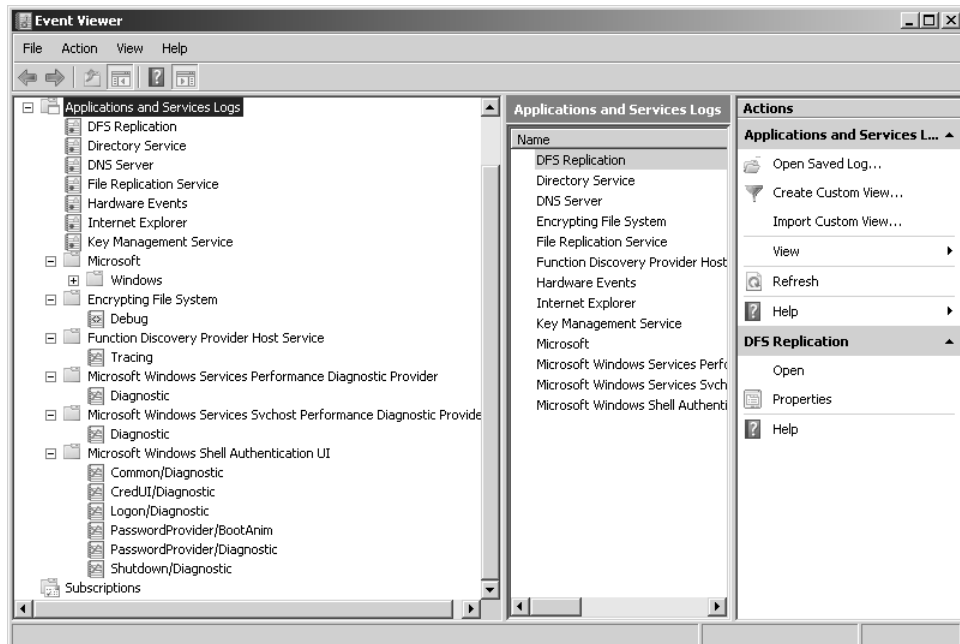 Event Viewer
File Action View Help
Applications and Services Logs
DFS Replication
Directory Service
DNS Server
File Replication Service
Hardware Events
Internet Explorer
Key Management Service
Microsoft
Windows
Encrypting File System
Debug
Function Discovery Provider Host Service
Tracing
Microsoft Windows Services Performance Diagnostic Provider
Diagnostic
Microsoft Windows Services Svchost Performance Diagnostic Provide
Diagnostic
Microsoft Windows Shell Authentication UI
Common/Diagnostic
CredUI/Diagnostic
Logon/Diagnostic
PasswordProvider/BootAnim
PasswordProvider/Diagnostic
Shutdown/Diagnostic
Subscriptions
Applications and Services Logs
Name
DFS Replication
Directory Service
DNS Server
Encrypting File System
File Replication Service
Function Discovery Provider Host
Hardware Events
Internet Explorer
Key Management Service
Microsoft
Microsoft Windows Services Perfo
Microsoft Windows Services Svch
Microsoft Windows Shell Authenti
Actions
Applications and Services L...
Open Saved Log...
Create Custom View...
Import Custom View...
View
Refresh
Help
DFS Replication
Open
Properties
Help